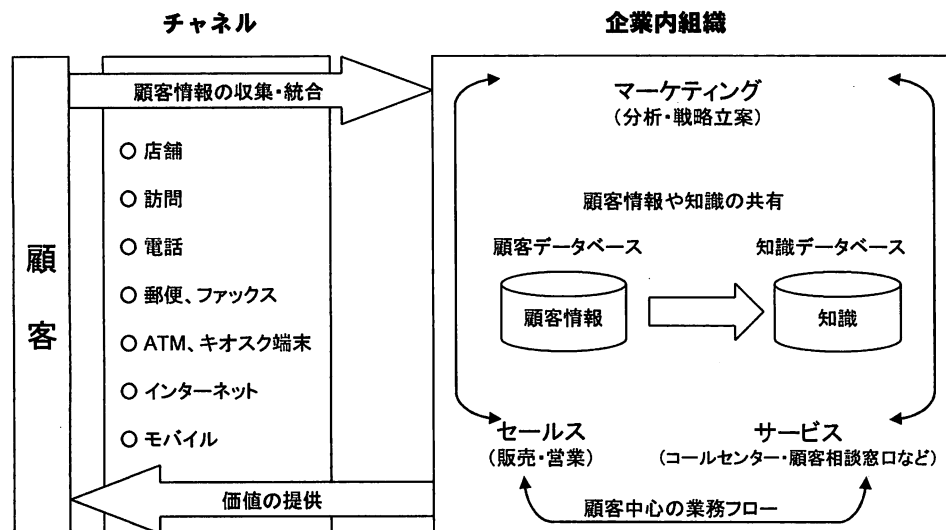 チャネル
企業内組織
顧客情報の収集・統合
○ 店舗
○ 訪問
○ 電話
○ 郵便、ファックス
○ ATM、キオスク端末
○ インターネット
○ モバイル
価値の提供
顧客
マーケティング
(分析・戦略立案)
顧客情報や知識の共有
顧客データベース
知識データベース
顧客情報
知識
セールス
(販売・営業)
サービス
(コールセンター・顧客相談窓口など)
顧客中心の業務フロー